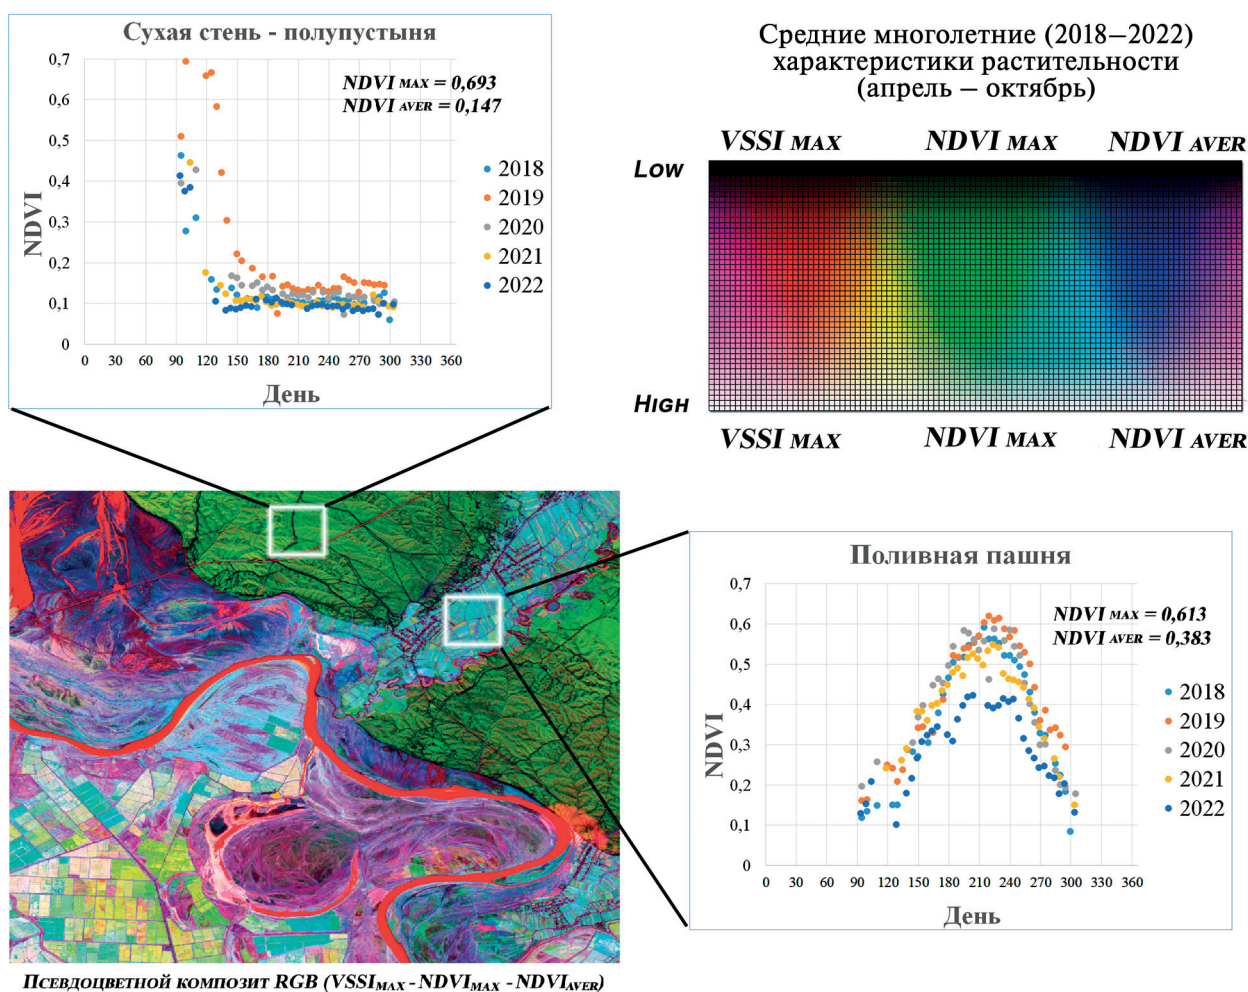 Сухая стень - полупустыня
NDVI MAX = 0,693
NDVI AVER = 0,147
0,7
0,6
0,5
0,4
0,3
0,2
0,1
0
NDVI
0 30 60 90 120 150 180 210 240 270 300 330 360
День
2018
2019
2020
2021
2022
Средние многолетние (2018–2022)
характеристики растительности
(апрель – октябрь)
VSSI MAX NDVI MAX NDVI AVER
LOW
HIGH
VSSI MAX NDVI MAX NDVI AVER
Поливная пашня
NDVI MAX = 0,613
NDVI AVER = 0,383
0,7
0,6
0,5
0,4
0,3
0,2
0,1
0
NDVI
0 30 60 90 120 150 180 210 240 270 300 330 360
День
2018
2019
2020
2021
2022
ПСЕВДОЦВЕТНОЙ КОМПОЗИТ RGB (VSSIMAX - NDVIMAX - NDVIAVER)